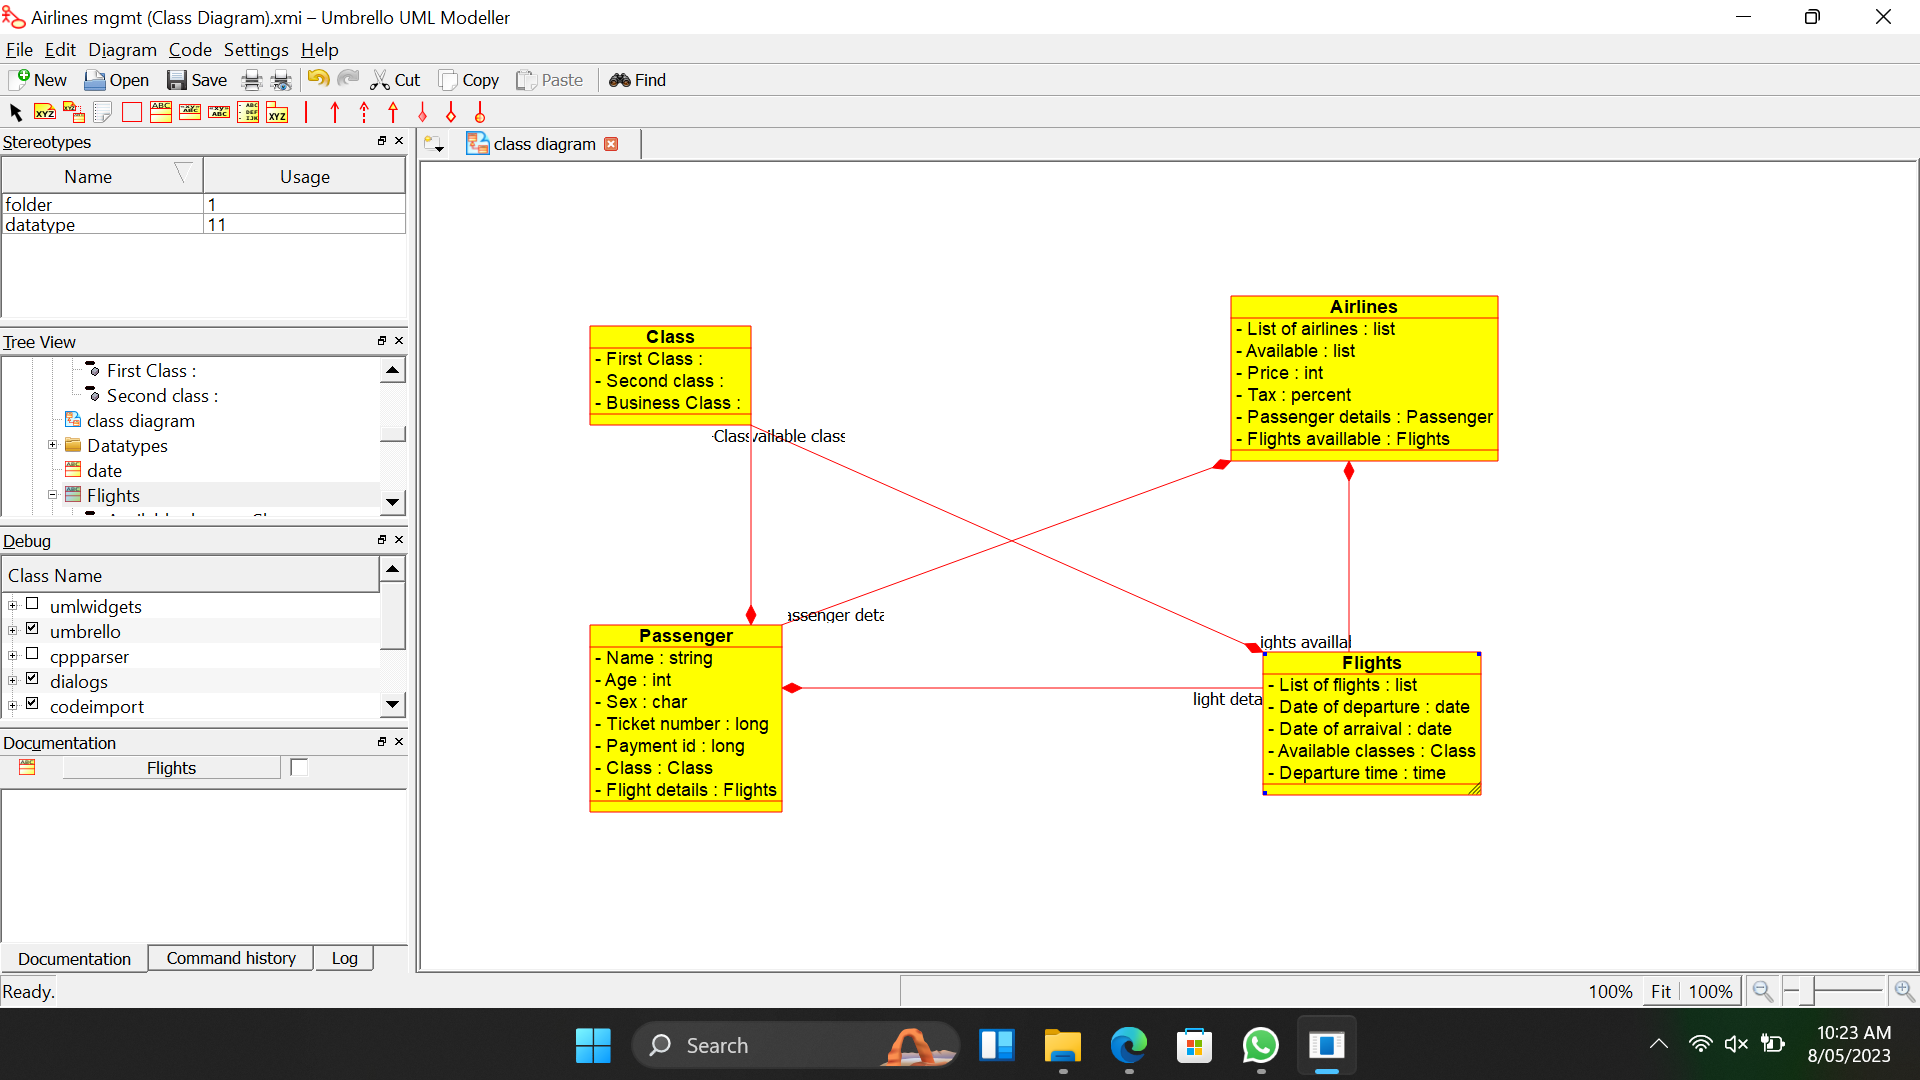 Airlines mgmt (Class Diagram).xmi – Umbrello UML Modeller
File Edit Diagram Code Settings Help
New Open Save Cut Copy Paste Find
Stereotypes
class diagram
Name Usage
folder 1
datatype 11
Tree View
First Class :
Second class :
class diagram
Datatypes
date
Flights
Debug
Class Name
umlwidgets
umbrello
cppparser
dialogs
codeimport
Documentation
Flights
Documentation Command history Log
Ready.
Class
- First Class :
- Second class :
- Business Class :
Class
vailable class
Airlines
- List of airlines : list
- Available : list
- Price : int
- Tax : percent
- Passenger details : Passenger
- Flights availlable : Flights
assenger deta
Passenger
- Name : string
- Age : int
- Sex : char
- Ticket number : long
- Payment id : long
- Class : Class
- Flight details : Flights
ights availlal
light deta
Flights
- List of flights : list
- Date of departure : date
- Date of arraival : date
- Available classes : Class
- Departure time : time
100% Fit 100%
Search
10:23 AM
8/05/2023